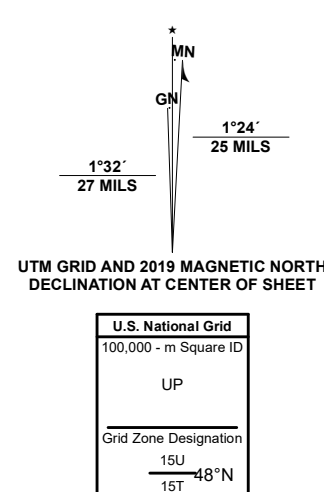 ★
MN
GN
1°24´
25 MILS
1°32´
27 MILS
UTM GRID AND 2019 MAGNETIC NORTH
DECLINATION AT CENTER OF SHEET
U.S. National Grid
100,000 - m Square ID
UP
Grid Zone Designation
15U
48°N
15T